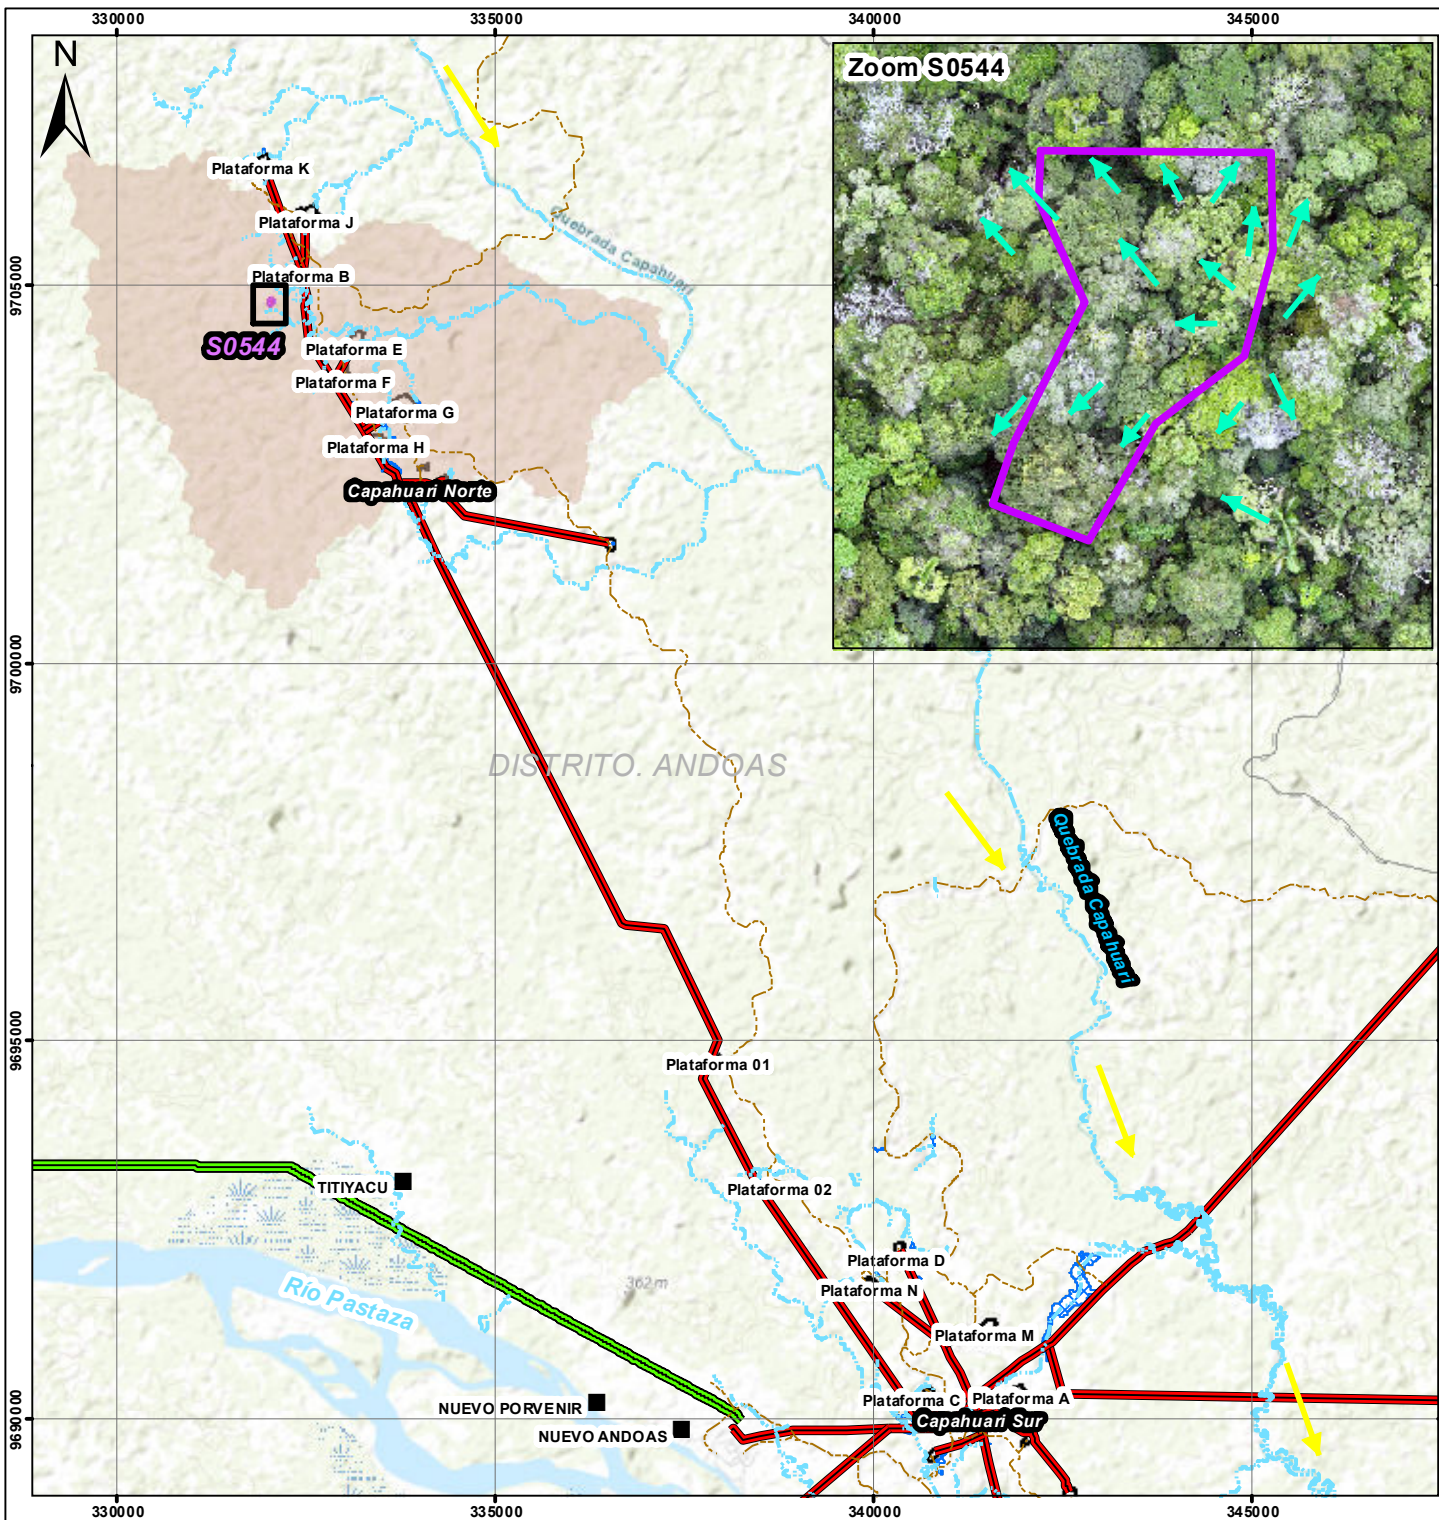 330000
335000
340000
345000
N
Zoom S0544
Plataforma K
Plataforma J
Quebrada Capahuari
Plataforma B
9705000
S0544
Plataforma E
Plataforma F
Plataforma G
Plataforma H
Capahuari Norte
9700000
DISTRITO. ANDOAS
Quebrada Capahuari
9695000
Plataforma 01
TITIYACU
Plataforma 02
Plataforma D
362 m
Río Pastaza
Plataforma N
Plataforma M
Plataforma C
Plataforma A
NUEVO PORVENIR
Capahuari Sur
9690000
NUEVO ANDOAS
330000
335000
340000
345000